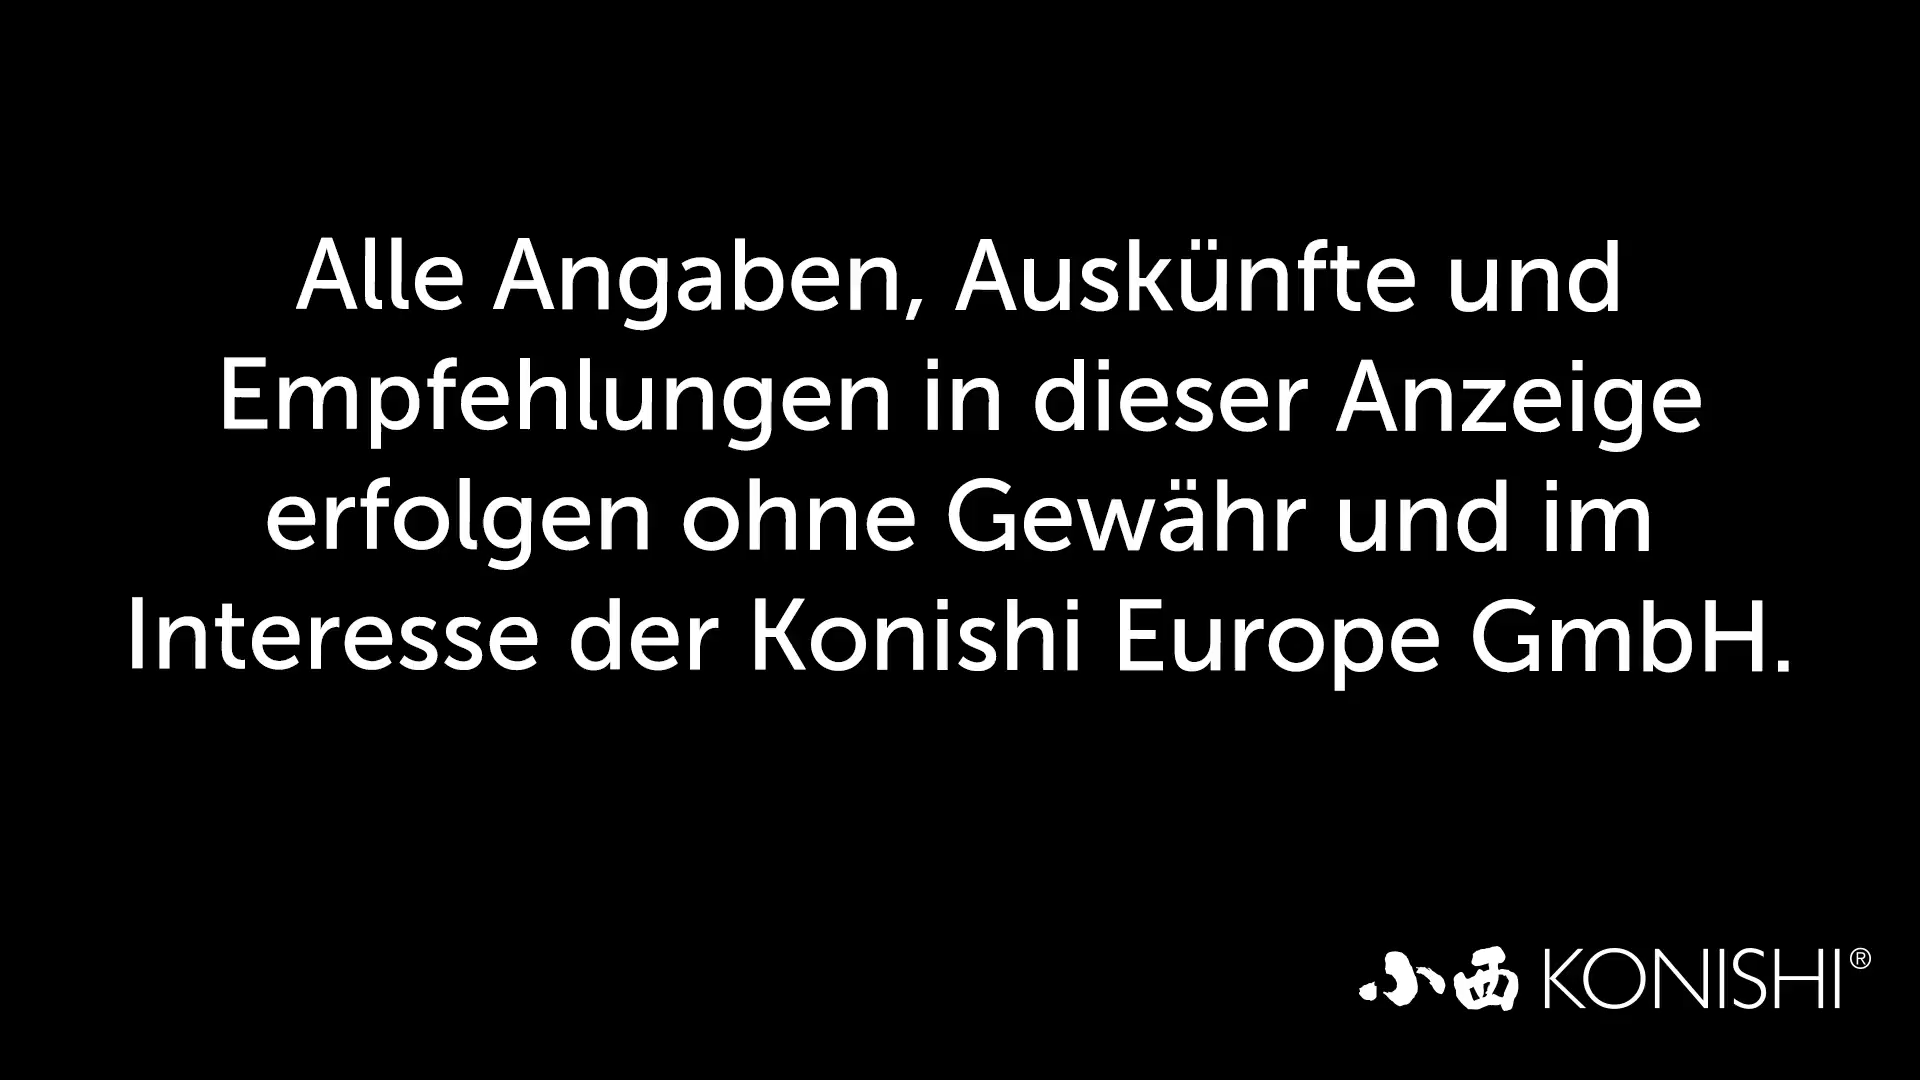 Alle Angaben, Auskünfte und
Empfehlungen in dieser Anzeige
erfolgen ohne Gewähr und im
Interesse der Konishi Europe GmbH.
小西 KONISHI®